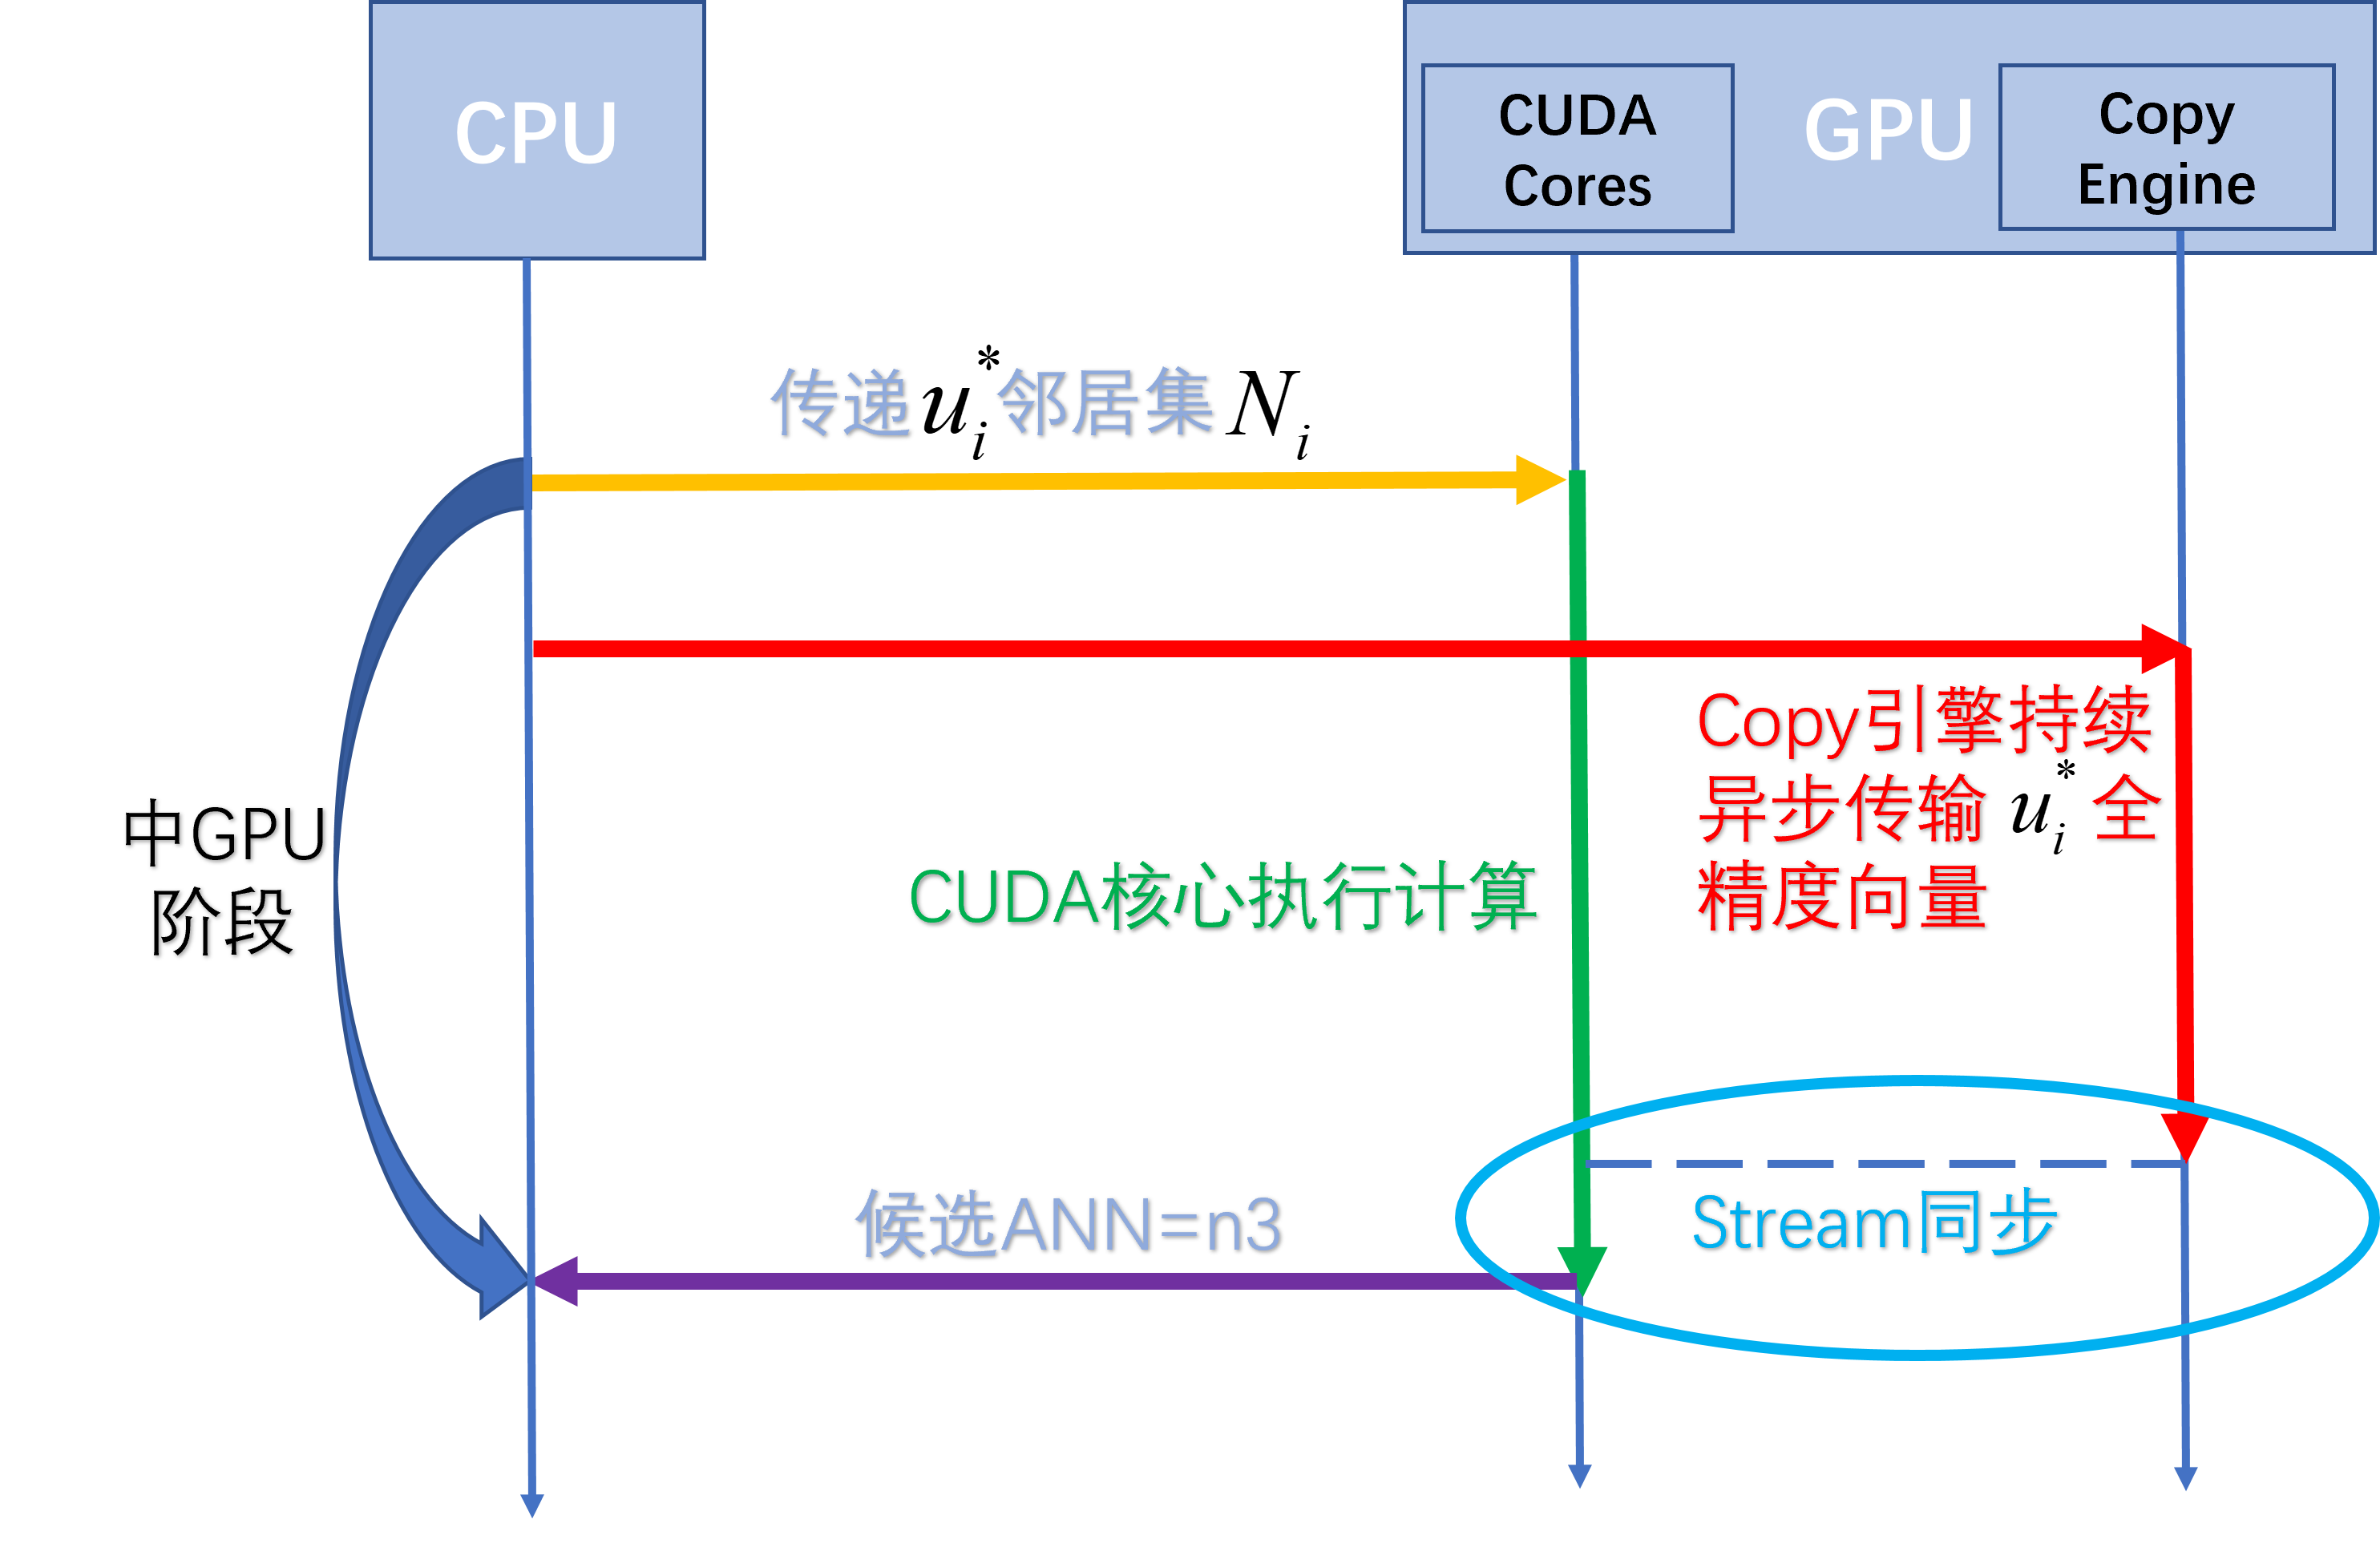 CPU
CUDA
Cores
GPU
Copy
Engine
传递 u_i^* 邻居集 N_i
Copy引擎持续
异步传输 u_i^* 全
精度向量
中GPU
阶段
CUDA核心执行计算
候选ANN=n3
Stream同步